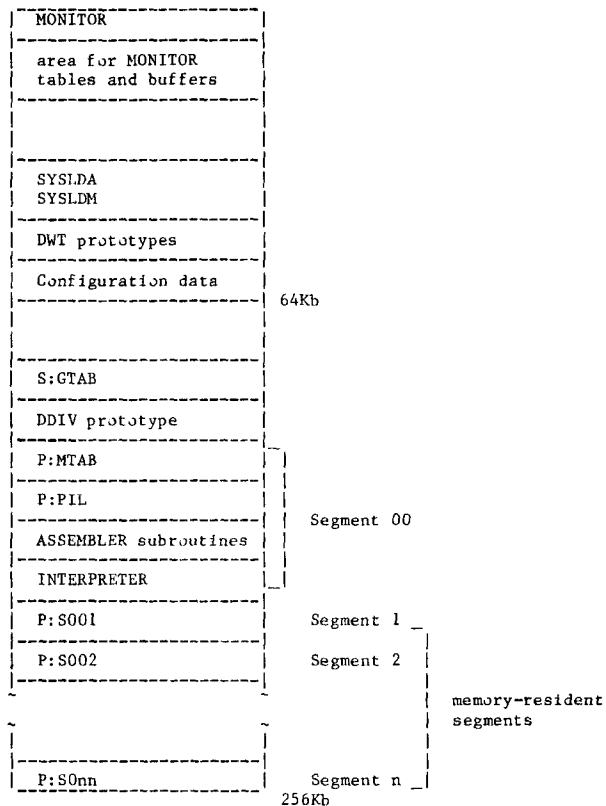 MONITOR
area for MONITOR
tables and buffers
SYSLDA
SYSLDM
DWT prototypes
Configuration data
64Kb
S:GTAB
DDIV prototype
P:MTAB
P:PIL
Segment 00
ASSEMBLER subroutines
INTERPRETER
P:S001 Segment 1
P:S002 Segment 2
memory-resident
segments
P:S0nn Segment n
256Kb